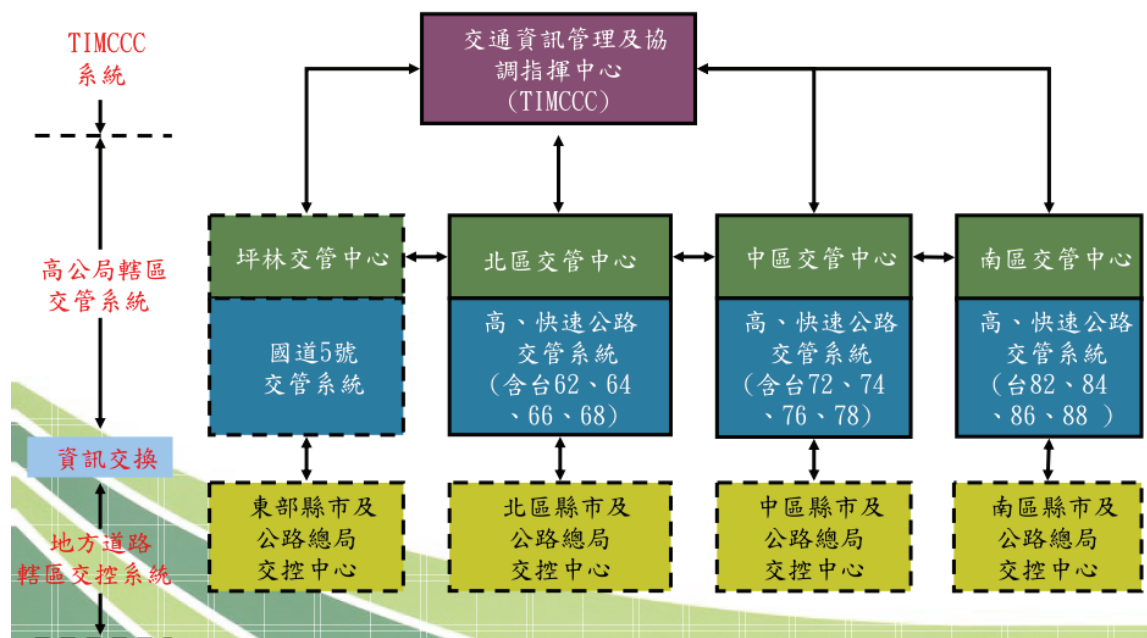 TIMCCC
系統
交通資訊管理及協
調指揮中心
(TIMCCC)
高公局轄區
交管系統
坪林交管中心
國道5號
交管系統
北區交管中心
高、快速公路
交管系統
(含台62、64
、66、68)
中區交管中心
高、快速公路
交管系統
(含台72、74
、76、78)
南區交管中心
高、快速公路
交管系統
(台82、84
、86、88 )
資訊交換
地方道路
轄區交控系統
東部縣市及
公路總局
交控中心
北區縣市及
公路總局
交控中心
中區縣市及
公路總局
交控中心
南區縣市及
公路總局
交控中心